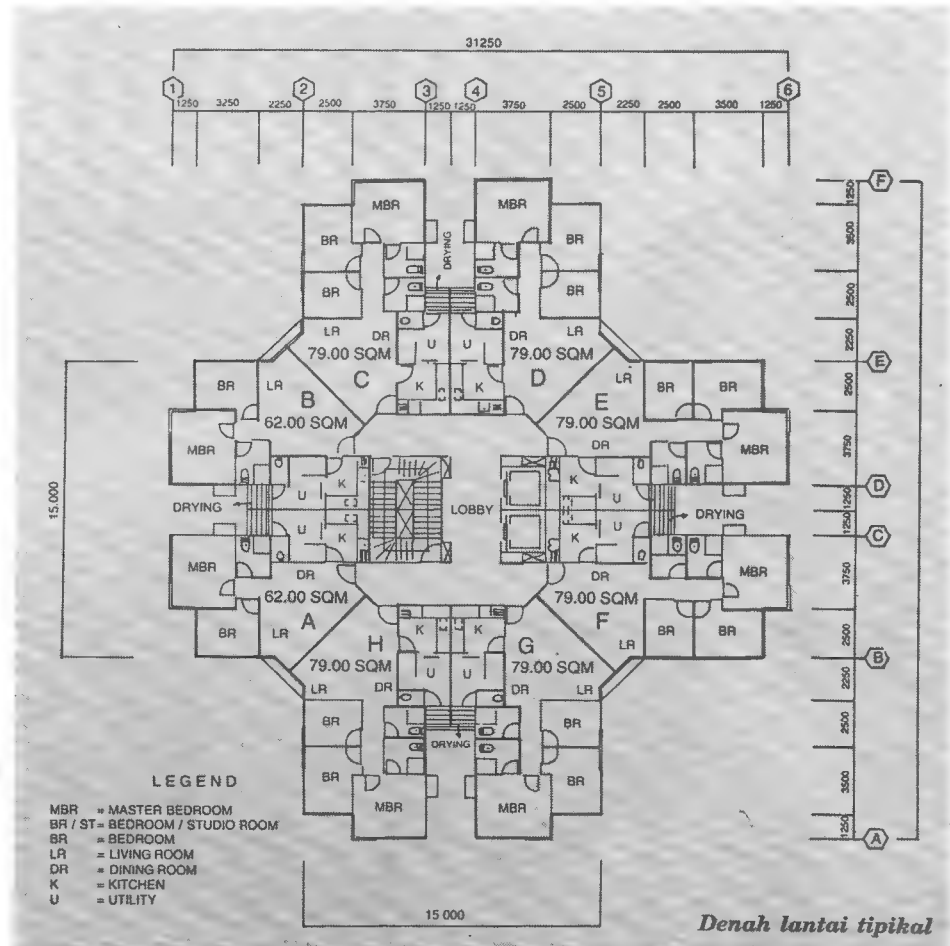 31250
1 2 3 4 5 6
1250 3250 2250 2500 3750 1250 1250 3750 2500 2250 2500 3500 1250
F
1250
MBR MBR
3500
BR DRYING BR
BR BR
2500
LR DR DR LR
2250
79.00 SQM U U 79.00 SQM
E
C K K D
BR LR LR BR BR
2500
B E
62.00 SQM 79.00 SQM
MBR DR MBR
3750
K K
15.000
U LOBBY U
D
1250
DRYING DRYING
1250
U U
C
K K
MBR DR DR MBR
3750
62.00 SQM 79.00 SQM
A F
BR LR LR BR BR
2500
H K K G
79.00 SQM U U 79.00 SQM
B
DR DR
2250
LR LR
BR BR
2500
DRYING
BR BR
3500
MBR MBR
1250
A
LEGEND
MBR = MASTER BEDROOM
BR / ST= BEDROOM / STUDIO ROOM
BR = BEDROOM
LR = LIVING ROOM
DR = DINING ROOM
K = KITCHEN
U = UTILITY
15 000
Denah lantai tipikal